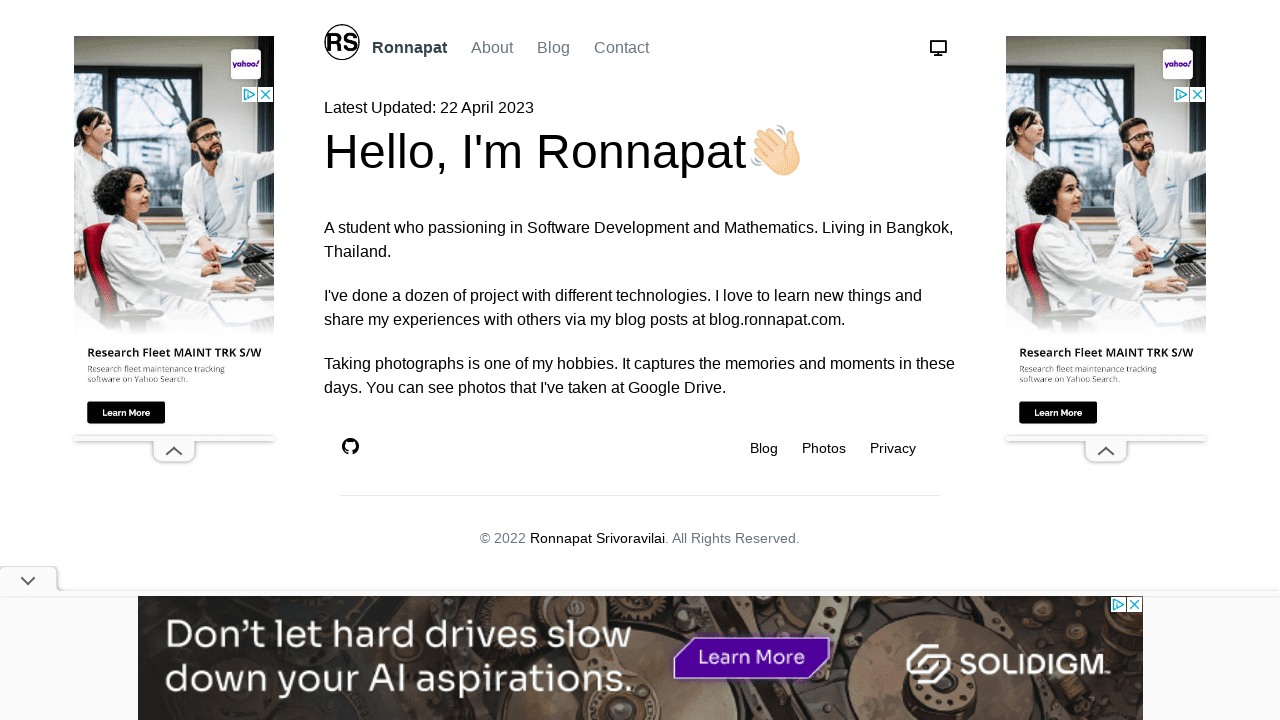 RS
Ronnapat
About
Blog
Contact
Latest Updated: 22 April 2023
Hello, I'm Ronnapat👋🏻
A student who passioning in Software Development and Mathematics. Living in Bangkok,
Thailand.
I've done a dozen of project with different technologies. I love to learn new things and
share my experiences with others via my blog posts at blog.ronnapat.com.
Taking photographs is one of my hobbies. It captures the memories and moments in these
days. You can see photos that I've taken at Google Drive.
Blog
Photos
Privacy
© 2022 Ronnapat Srivoravilai. All Rights Reserved.
yahoo!
Research Fleet MAINT TRK S/W
Research fleet maintenance tracking
software on Yahoo Search.
Learn More
yahoo!
Research Fleet MAINT TRK S/W
Research fleet maintenance tracking
software on Yahoo Search.
Learn More
Don't let hard drives slow
down your AI aspirations.
Learn More
SOLIDIGM